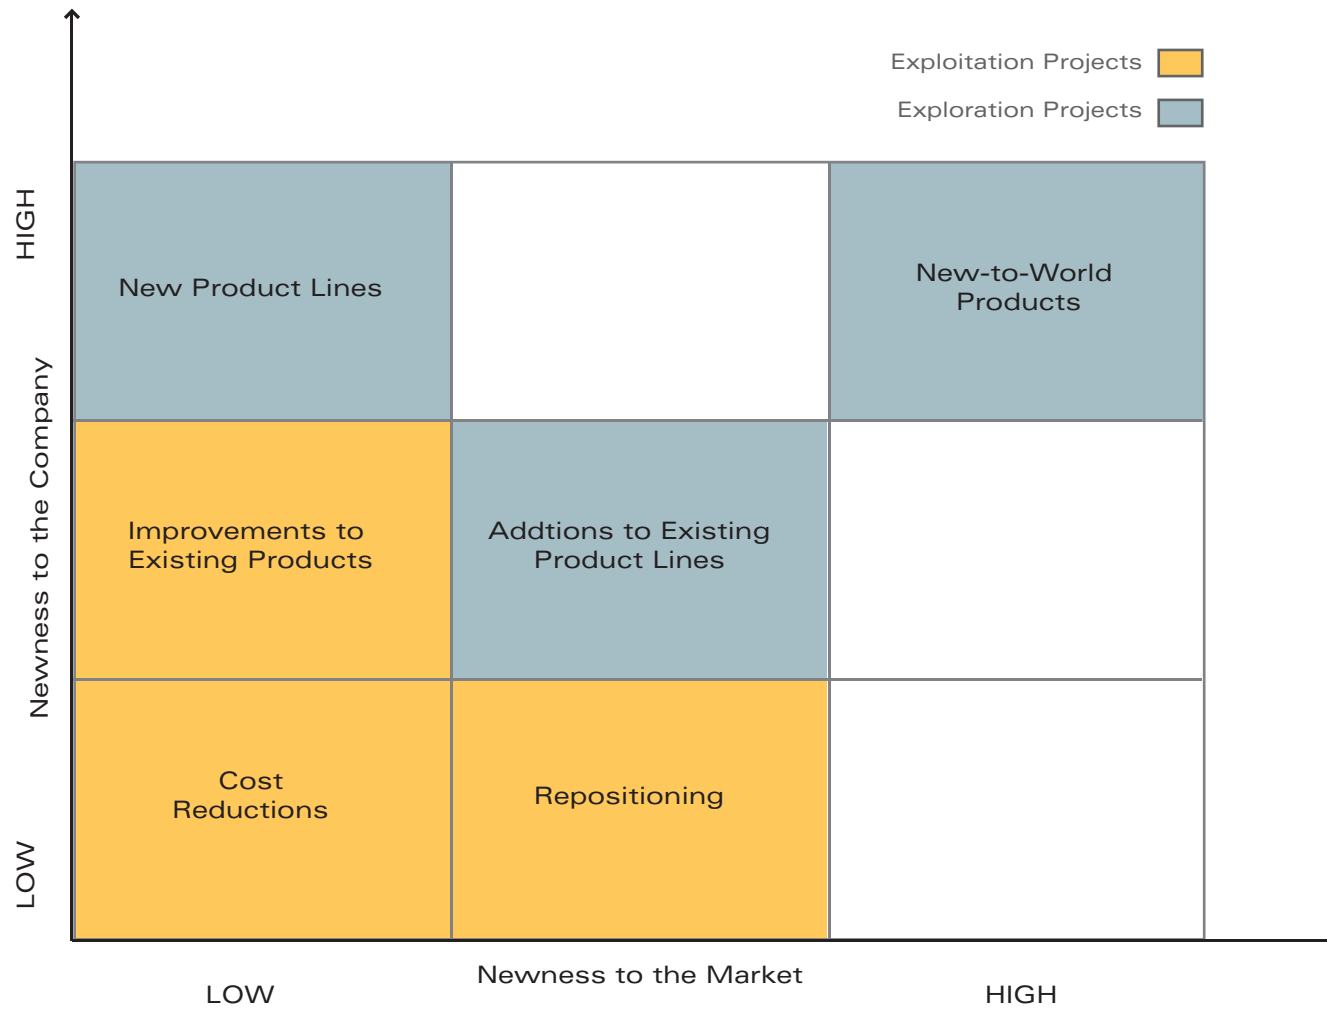 Exploitation Projects
Exploration Projects
HIGH
New Product Lines
New-to-World
Products
Newness to the Company
Improvements to
Existing Products
Addtions to Existing
Product Lines
Cost
Reductions
Repositioning
LOW
Newness to the Market
LOW
HIGH